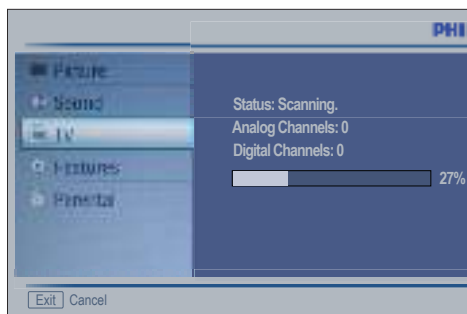 PHI
Picture
Sound
TV
Features
Parental
Status: Scanning.
Analog Channels: 0
Digital Channels: 0
27%
Exit Cancel